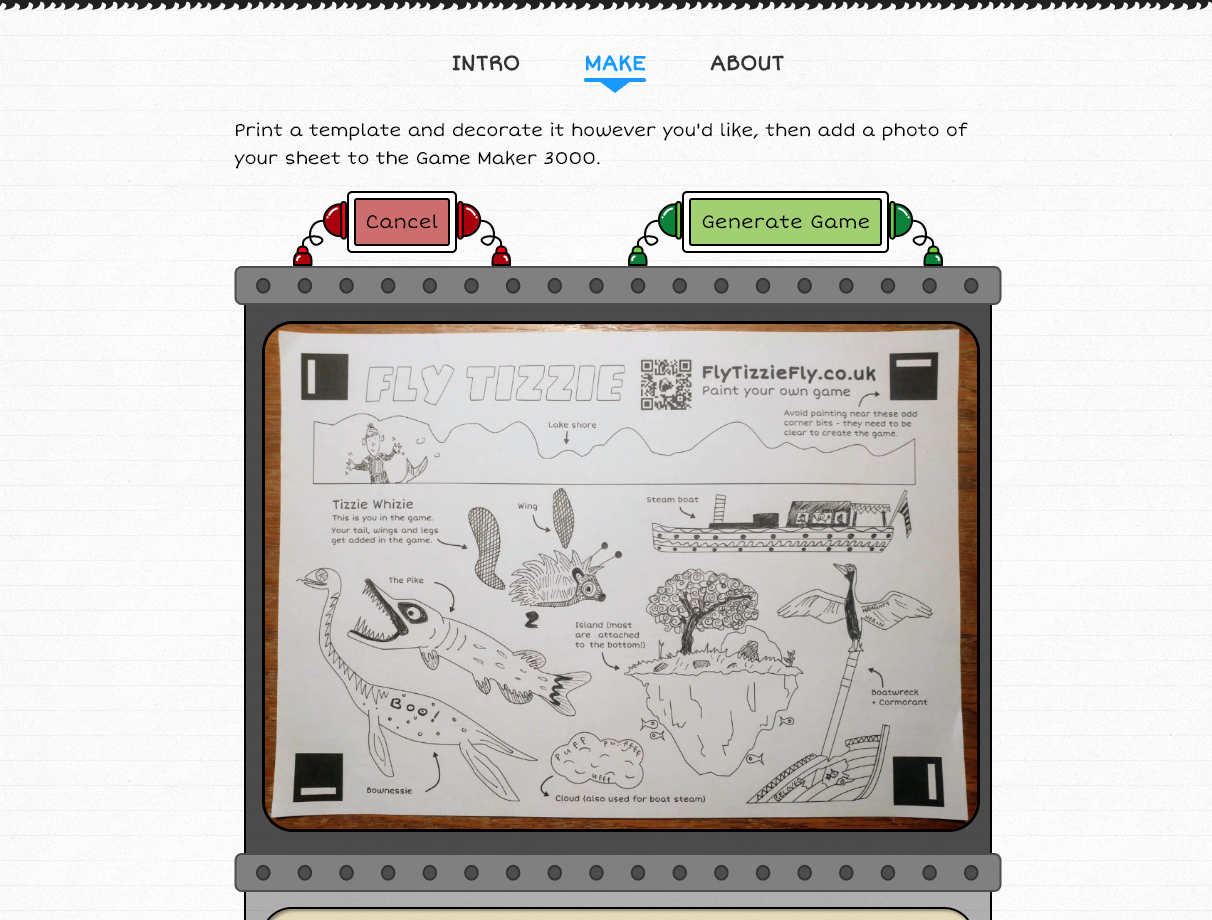 INTRO
MAKE
ABOUT
Print a template and decorate it however you'd like, then add a photo of
your sheet to the Game Maker 3000.
Cancel
Generate Game
FLY TIZZIE
FlyTizzieFly.co.uk
Paint your own game
Avoid painting near these odd
corner bits - they need to be
clear to create the game.
Lake shore
Tizzie Whizie
This is you in the game.
Your tail, wings and legs
get added in the game.
Wing
Steam boat
The Pike
Island (most
are attached
to the bottom!)
Boatwreck
+ Cormorant
BOO!
Bownessie
PUFF
ufff
Cloud (also used for boat steam)